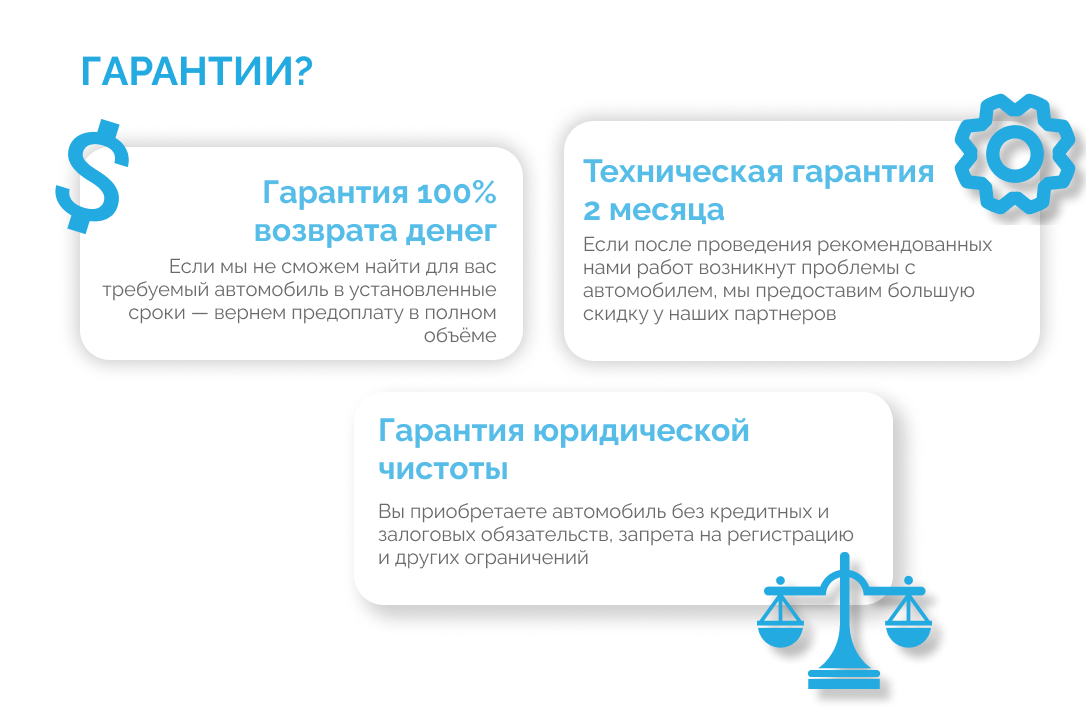 ГАРАНТИИ?
Гарантия 100%
возврата денег
Если мы не сможем найти для вас
требуемый автомобиль в установленные
сроки — вернем предоплату в полном
объёме
Техническая гарантия
2 месяца
Если после проведения рекомендованных
нами работ возникнут проблемы с
автомобилем, мы предоставим большую
скидку у наших партнеров
Гарантия юридической
чистоты
Вы приобретаете автомобиль без кредитных и
залоговых обязательств, запрета на регистрацию
и других ограничений